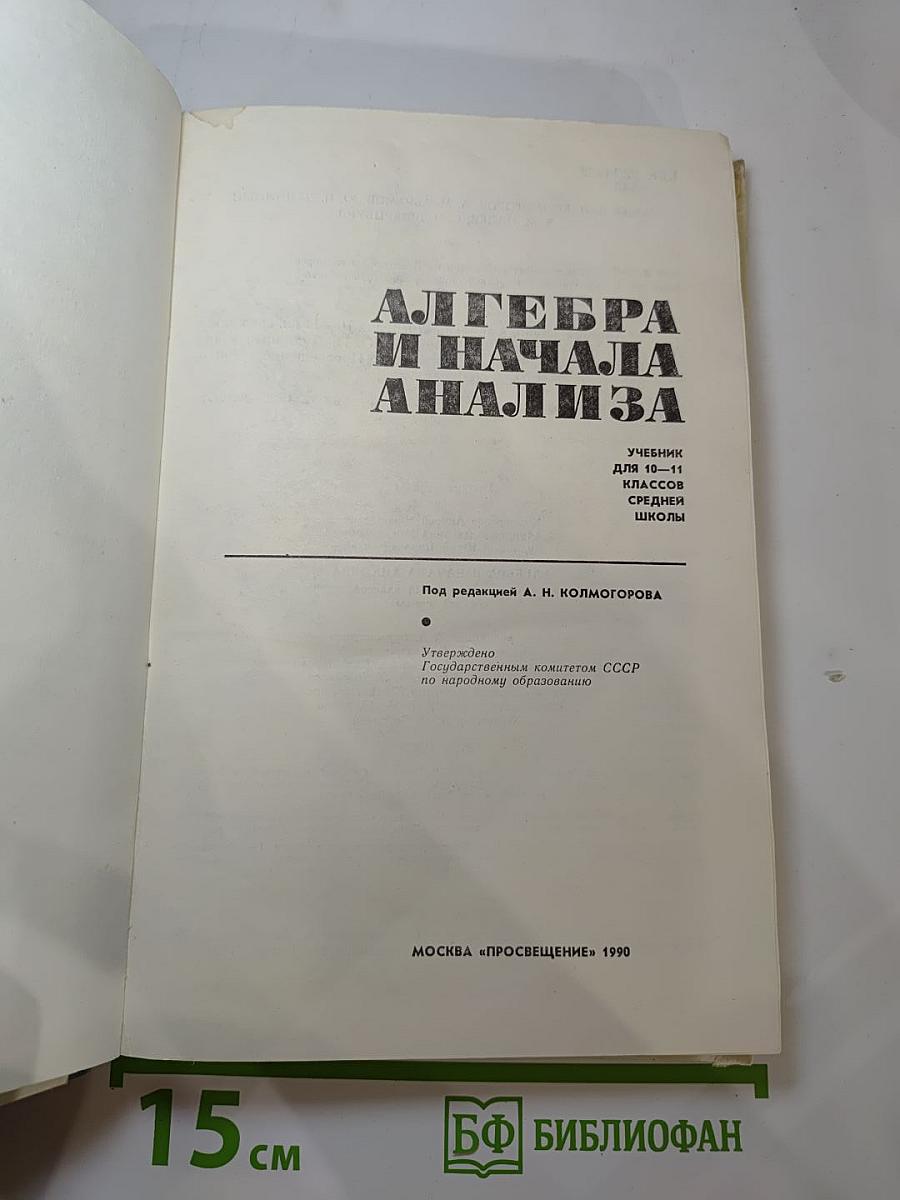 АЛГЕБРА
И НАЧАЛА
АНАЛИЗА
УЧЕБНИК
ДЛЯ 10—11
КЛАССОВ
СРЕДНЕЙ
ШКОЛЫ
Под редакцией А. Н. КОЛМОГОРОВА
Утверждено
Государственным комитетом СССР
по народному образованию
МОСКВА «ПРОСВЕЩЕНИЕ» 1990
15 см
БФ БИБЛИОФАН